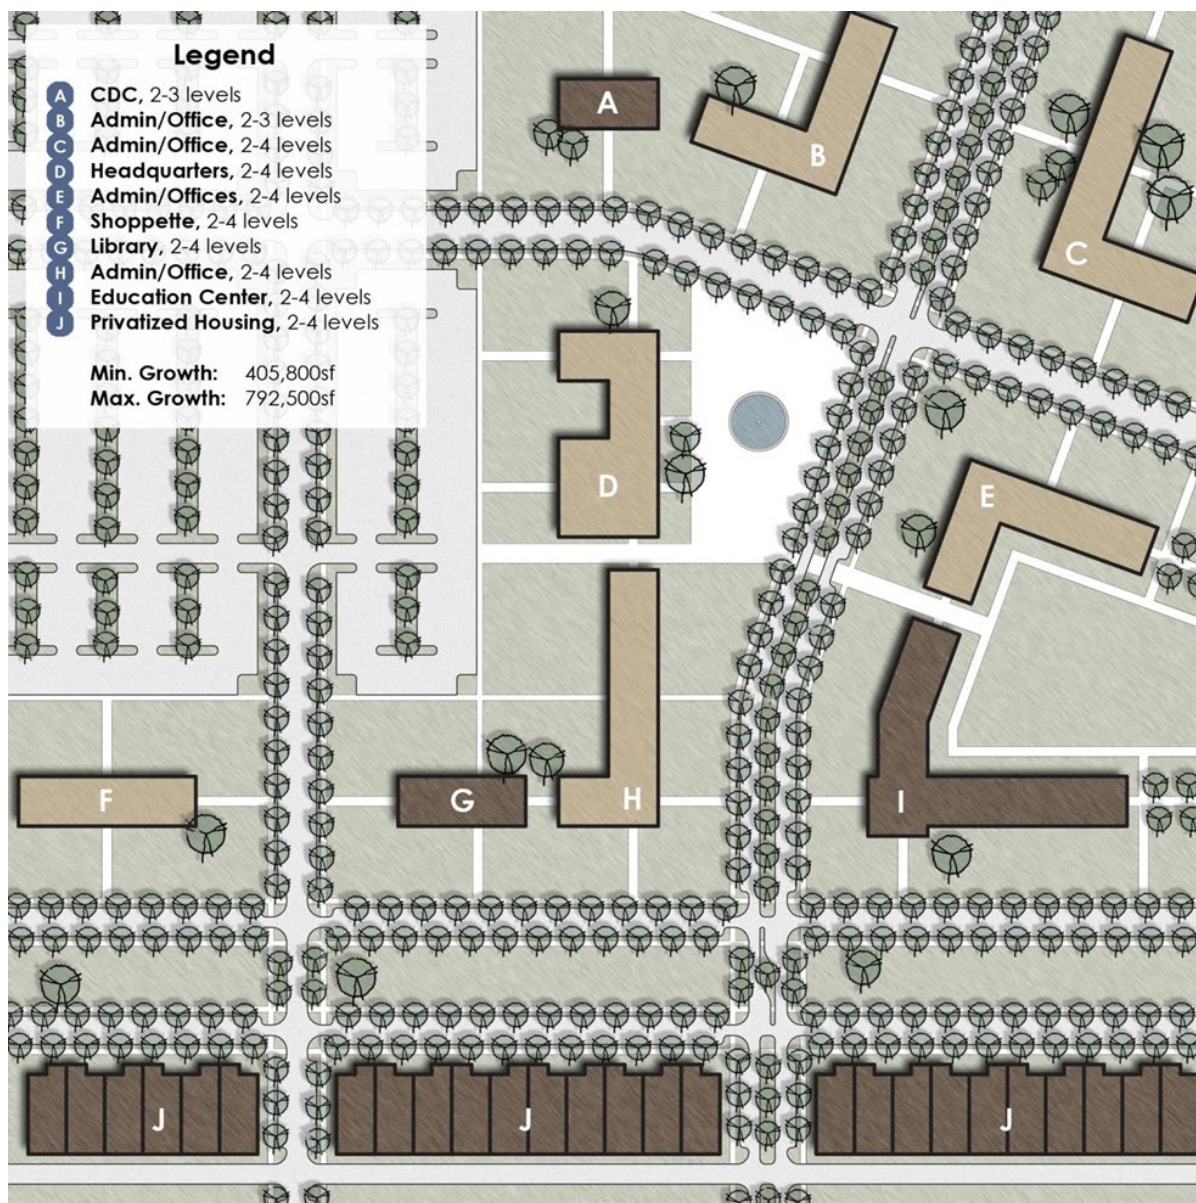 Legend
A CDC, 2-3 levels
B Admin/Office, 2-3 levels
C Admin/Office, 2-4 levels
D Headquarters, 2-4 levels
E Admin/Offices, 2-4 levels
F Shoppette, 2-4 levels
G Library, 2-4 levels
H Admin/Office, 2-4 levels
I Education Center, 2-4 levels
J Privatized Housing, 2-4 levels
Min. Growth: 405,800sf
Max. Growth: 792,500sf
A
B
C
D
E
F
G
H
I
J
J
J